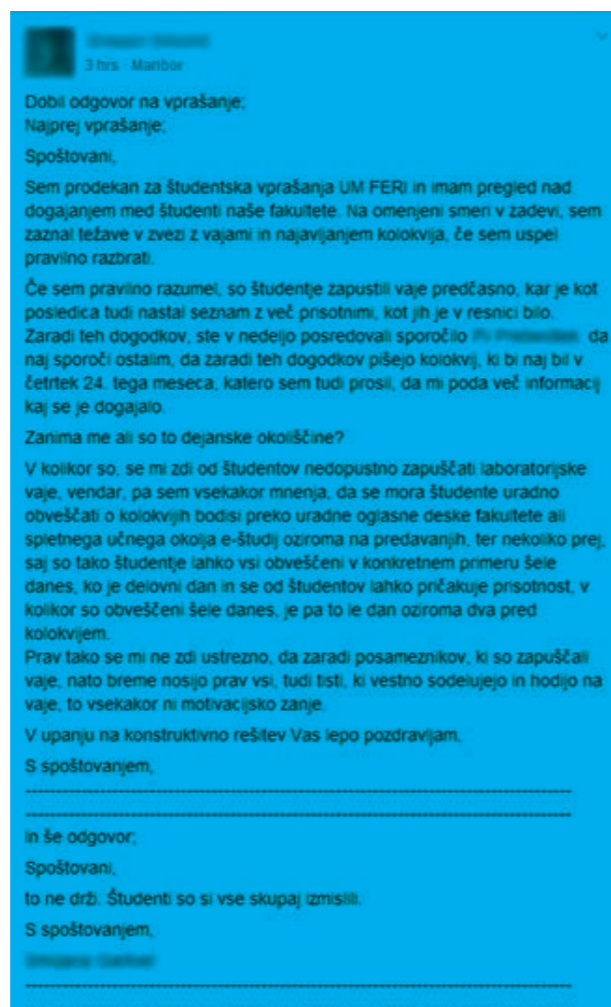 3 hrs · Maribor
Dobil odgovor na vprašanje;
Najprej vprašanje;
Spoštovani,
Sem prodekan za študentska vprašanja UM FERI in imam pregled nad
dogajanjem med študenti naše fakultete. Na omenjeni smeri v zadevi, sem
zaznal težave v zvezi z vajami in najavljanjem kolokvija, če sem uspel
pravilno razbrati.
Če sem pravilno razumel, so študentje zapustili vaje predčasno, kar je kot
posledica tudi nastal seznam z več prisotnimi, kot jih je v resnici bilo.
Zaradi teh dogodkov, ste v nedeljo posredovali sporočilo da
naj sporoči ostalim, da zaradi teh dogodkov pišejo kolokvij, ki bi naj bil v
četrtek 24. tega meseca, katero sem tudi prosil, da mi poda več informacij
kaj se je dogajalo.
Zanima me ali so to dejanske okoliščine?
V kolikor so, se mi zdi od študentov nedopustno zapuščati laboratorijske
vaje, vendar, pa sem vsekakor mnenja, da se mora študente uradno
obveščati o kolokvijih bodisi preko uradne oglasne deske fakultete ali
spletnega učnega okolja e-študij oziroma na predavanjih, ter nekoliko prej,
saj so tako študentje lahko vsi obveščeni v konkretnem primeru šele
danes, ko je delovni dan in se od študentov lahko pričakuje prisotnost, v
kolikor so obveščeni šele danes, je pa to le dan oziroma dva pred
kolokvijem.
Prav tako se mi ne zdi ustrezno, da zaradi posameznikov, ki so zapuščali
vaje, nato breme nosijo prav vsi, tudi tisti, ki vestno sodelujejo in hodijo na
vaje, to vsekakor ni motivacijsko zanje.
V upanju na konstruktivno rešitev Vas lepo pozdravljam.
S spoštovanjem,
In še odgovor;
Spoštovani,
to ne drži. Študenti so si vse skupaj izmislili.
S spoštovanjem,